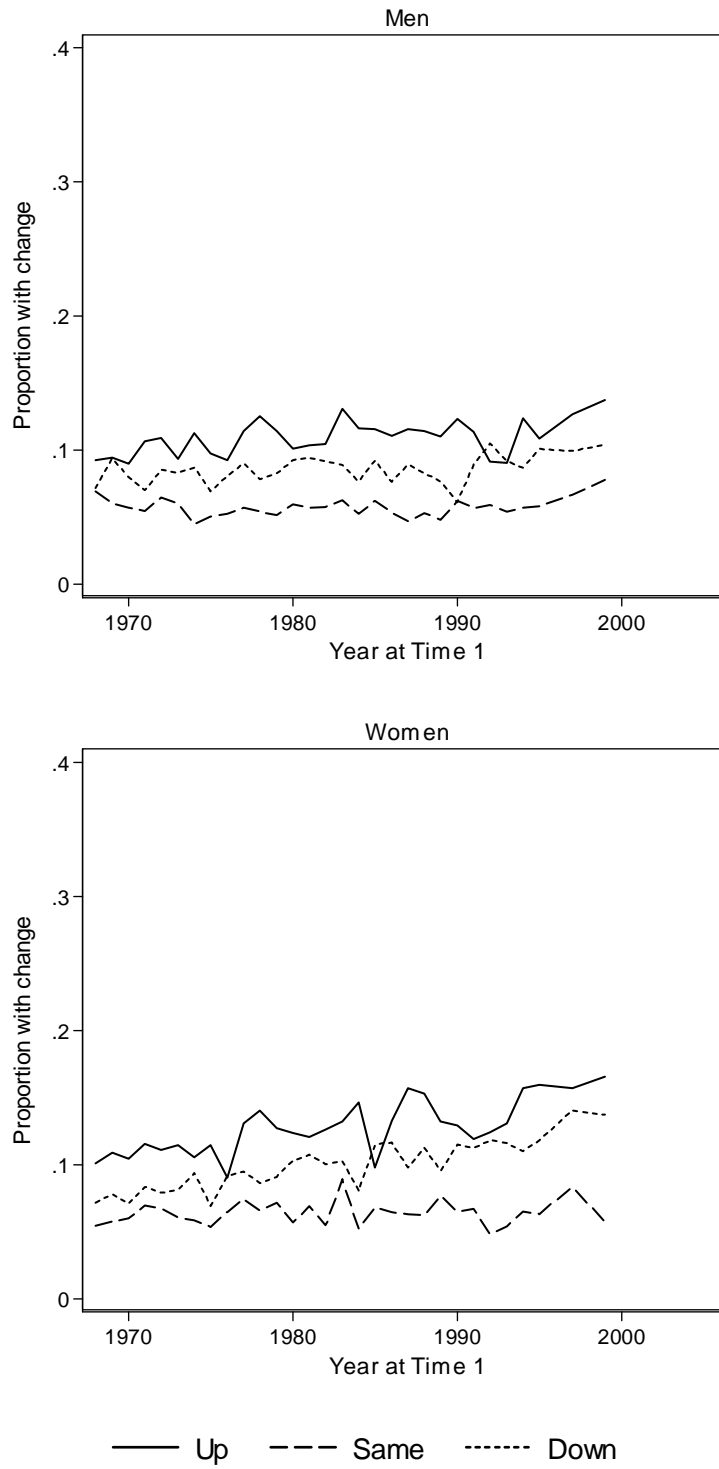 Men
.4
.3
.2
.1
0
Proportion with change
1970 1980 1990 2000
Year at Time 1
Women
.4
.3
.2
.1
0
Proportion with change
1970 1980 1990 2000
Year at Time 1
Up Same Down